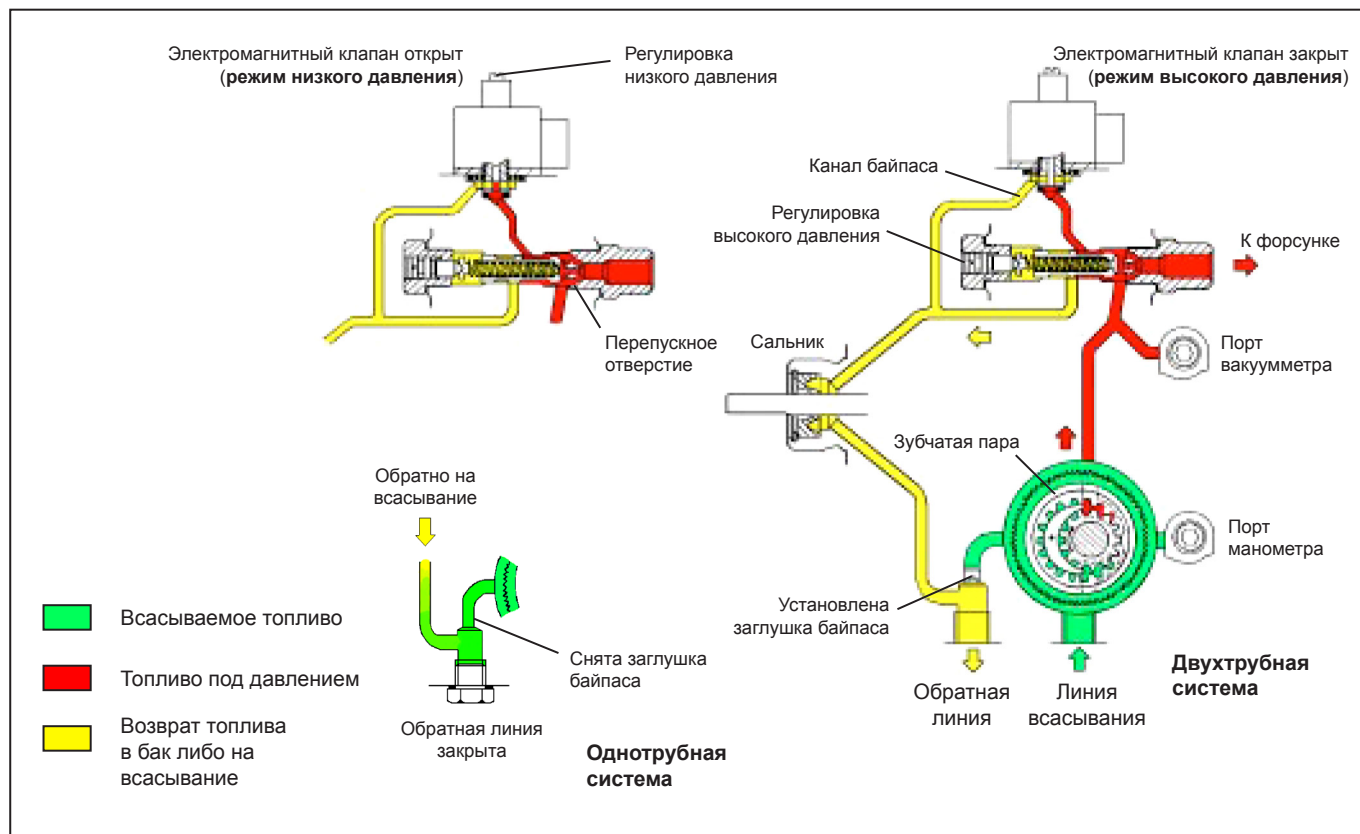 Электромагнитный клапан открыт
(режим низкого давления)
Регулировка
низкого давления
Электромагнитный клапан закрыт
(режим высокого давления)
Канал байпаса
Регулировка
высокого давления
К форсунке
Перепускное
отверстие
Сальник
Порт
вакуумметра
Зубчатая пара
Обратно на
всасывание
Порт
манометра
Установлена
заглушка байпаса
Всасываемое топливо
Снята заглушка
байпаса
Топливо под давлением
Обратная
линия
Линия
всасывания
Двухтрубная
система
Возврат топлива
в бак либо на
всасывание
Обратная линия
закрыта
Однотрубная
система